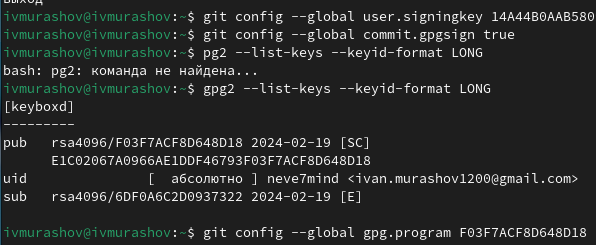 выход
ivmurashov@ivmurashov:~$ git config --global user.signingkey 14A44B0AAB580
ivmurashov@ivmurashov:~$ git config --global commit.gpgsign true
ivmurashov@ivmurashov:~$ pg2 --list-keys --keyid-format LONG
bash: pg2: команда не найдена...
ivmurashov@ivmurashov:~$ gpg2 --list-keys --keyid-format LONG
[keyboxd]
---------
pub   rsa4096/F03F7ACF8D648D18 2024-02-19 [SC]
      E1C02067A0966AE1DDF46793F03F7ACF8D648D18
uid              [  абсолютно ] neve7mind <ivan.murashov1200@gmail.com>
sub   rsa4096/6DF0A6C2D0937322 2024-02-19 [E]
ivmurashov@ivmurashov:~$ git config --global gpg.program F03F7ACF8D648D18